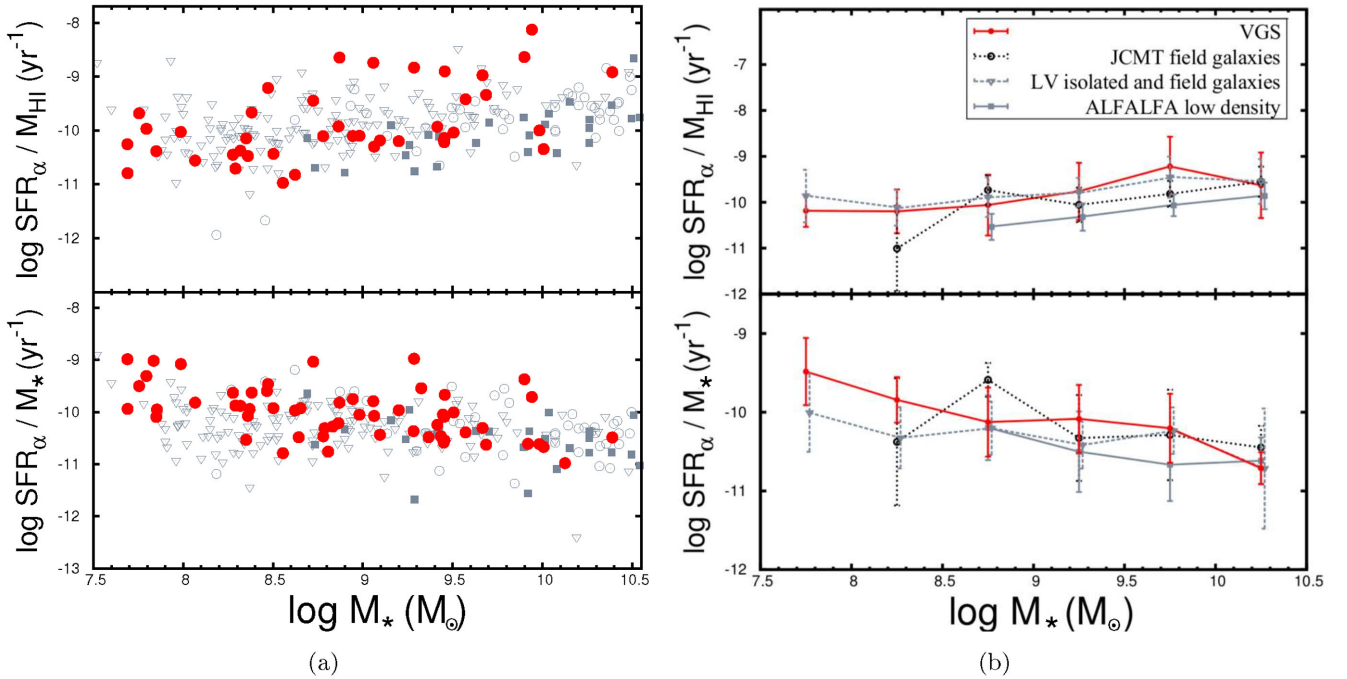 -8
-9
-10
-11
-12
log SFRα / MHI (yr-1)
-8
-9
-10
-11
-12
-13
log SFRα / M* (yr-1)
7.5 8 8.5 9 9.5 10 10.5
log M* (M⊙)
(a)
VGS
JCMT field galaxies
LV isolated and field galaxies
ALFALFA low density
-7
-8
-9
-10
-11
-12
log SFRα / MHI (yr-1)
-9
-10
-11
-12
log SFRα / M* (yr-1)
7.5 8 8.5 9 9.5 10 10.5
log M* (M⊙)
(b)